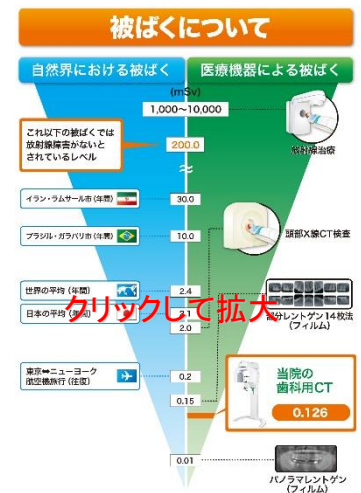 被ばくについて
自然界における被ばく
医療機器による被ばく
(mSv)
1,000〜10,000
放射線治療
これ以下の被ばくでは
放射線障害がないと
されているレベル
200.0
イラン・ラムサール市(年間)
30.0
ブラジル・ガラパリ市(年間)
10.0
頭部X線CT検査
世界の平均(年間)
2.4
クリックして拡大
日本の平均
2.0
部分レントゲン14枚法
(フィルム)
東京⇔ニューヨーク
航空機旅行(往復)
0.2
当院の
歯科用CT
0.126
0.15
0.01
パノラマレントゲン
(フィルム)